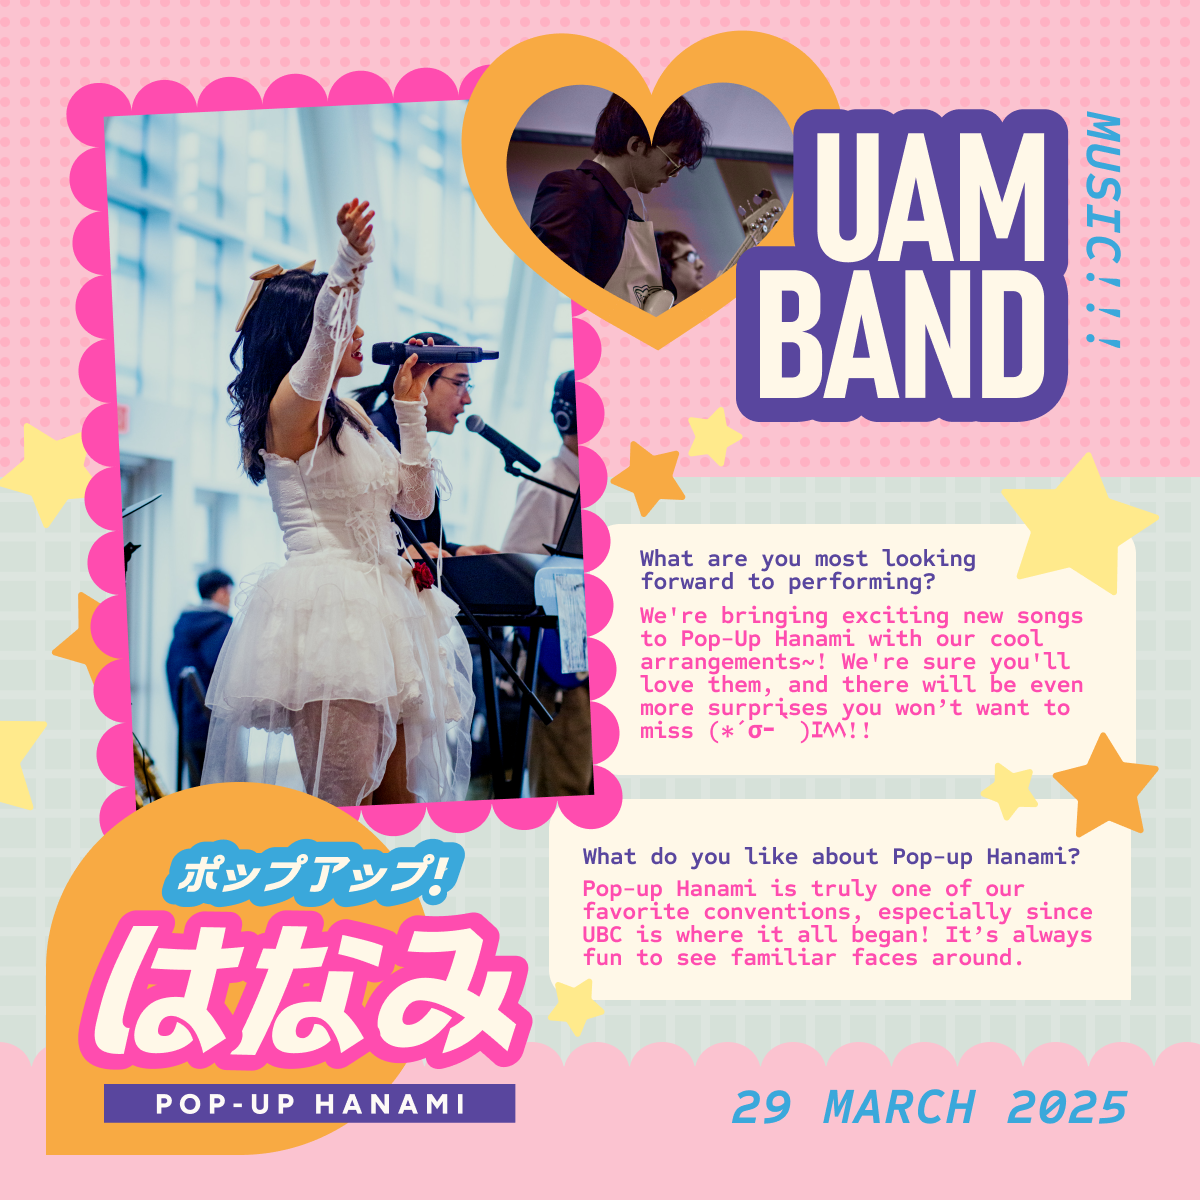 UAM
BAND
MUSIC!!!
What are you most looking
forward to performing?
We're bringing exciting new songs
to Pop-Up Hanami with our cool
arrangements~! We're sure you'll
love them, and there will be even
more surprises you won’t want to
miss (*´σ-｀)エ^^!!
What do you like about Pop-up Hanami?
Pop-up Hanami is truly one of our
favorite conventions, especially since
UBC is where it all began! It’s always
fun to see familiar faces around.
ポップアップ!
はなみ
POP-UP HANAMI
29 MARCH 2025